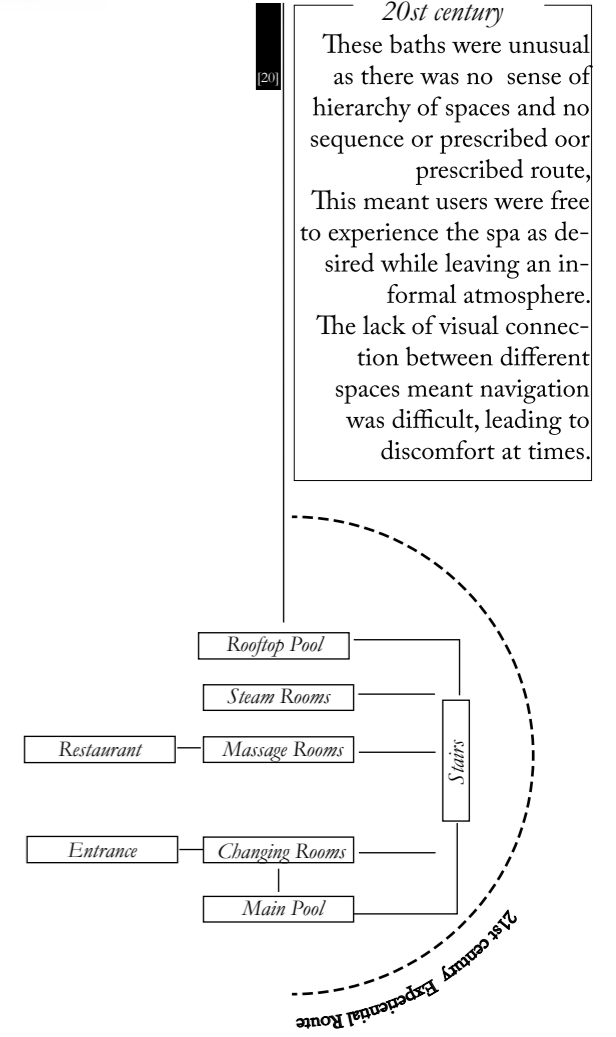 20st century
[20]
These baths were unusual
as there was no sense of
hierarchy of spaces and no
sequence or prescribed oor
prescribed route,
This meant users were free
to experience the spa as de-
sired while leaving an in-
formal atmosphere.
The lack of visual connec-
tion between different
spaces meant navigation
was difficult, leading to
discomfort at times.
Rooftop Pool
Steam Rooms
Restaurant
Massage Rooms
Stairs
Entrance
Changing Rooms
Main Pool
21st century Experiential Route